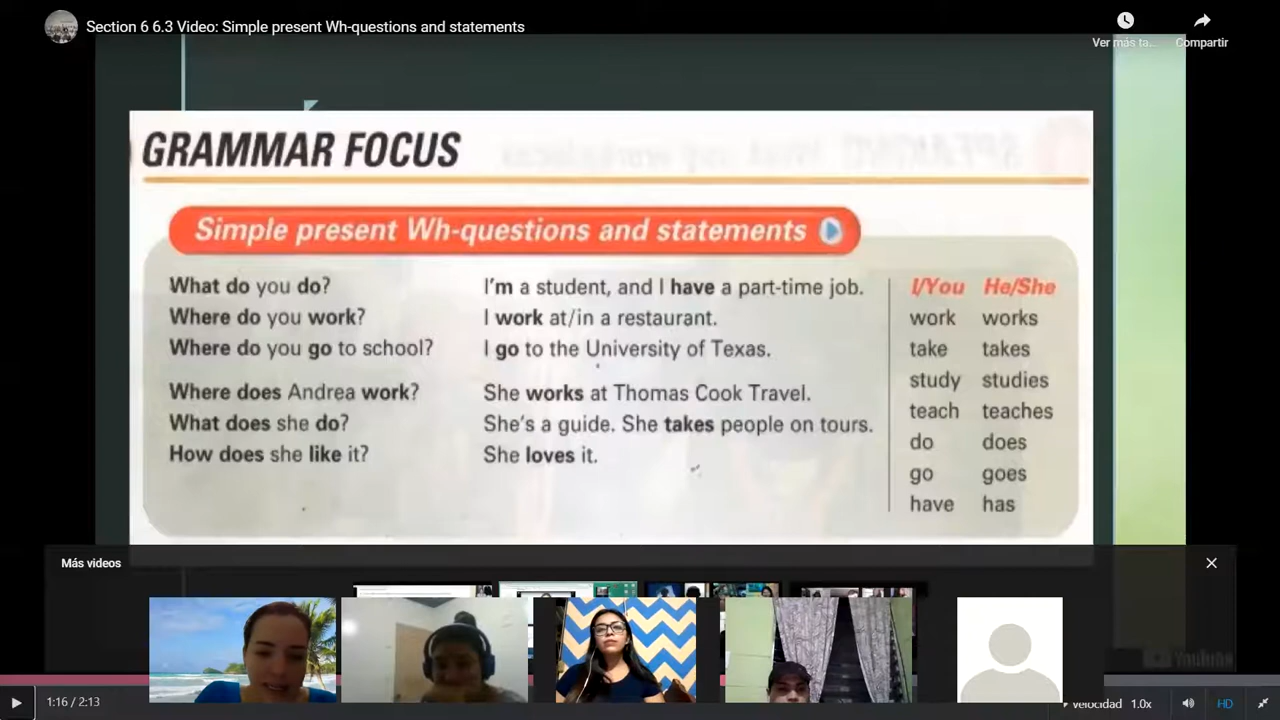 Section 6 6.3 Video: Simple present Wh-questions and statements
Ver más ta...
Compartir
GRAMMAR FOCUS
Simple present Wh-questions and statements
What do you do?
I'm a student, and I have a part-time job.
Where do you work?
I work at/in a restaurant.
Where do you go to school?
I go to the University of Texas.
Where does Andrea work?
She works at Thomas Cook Travel.
What does she do?
She's a guide. She takes people on tours.
How does she like it?
She loves it.
I/You He/She
work works
take takes
study studies
teach teaches
do does
go goes
have has
Más videos
YouTube
1:16 / 2:13
Velocidad 1.0x
HD